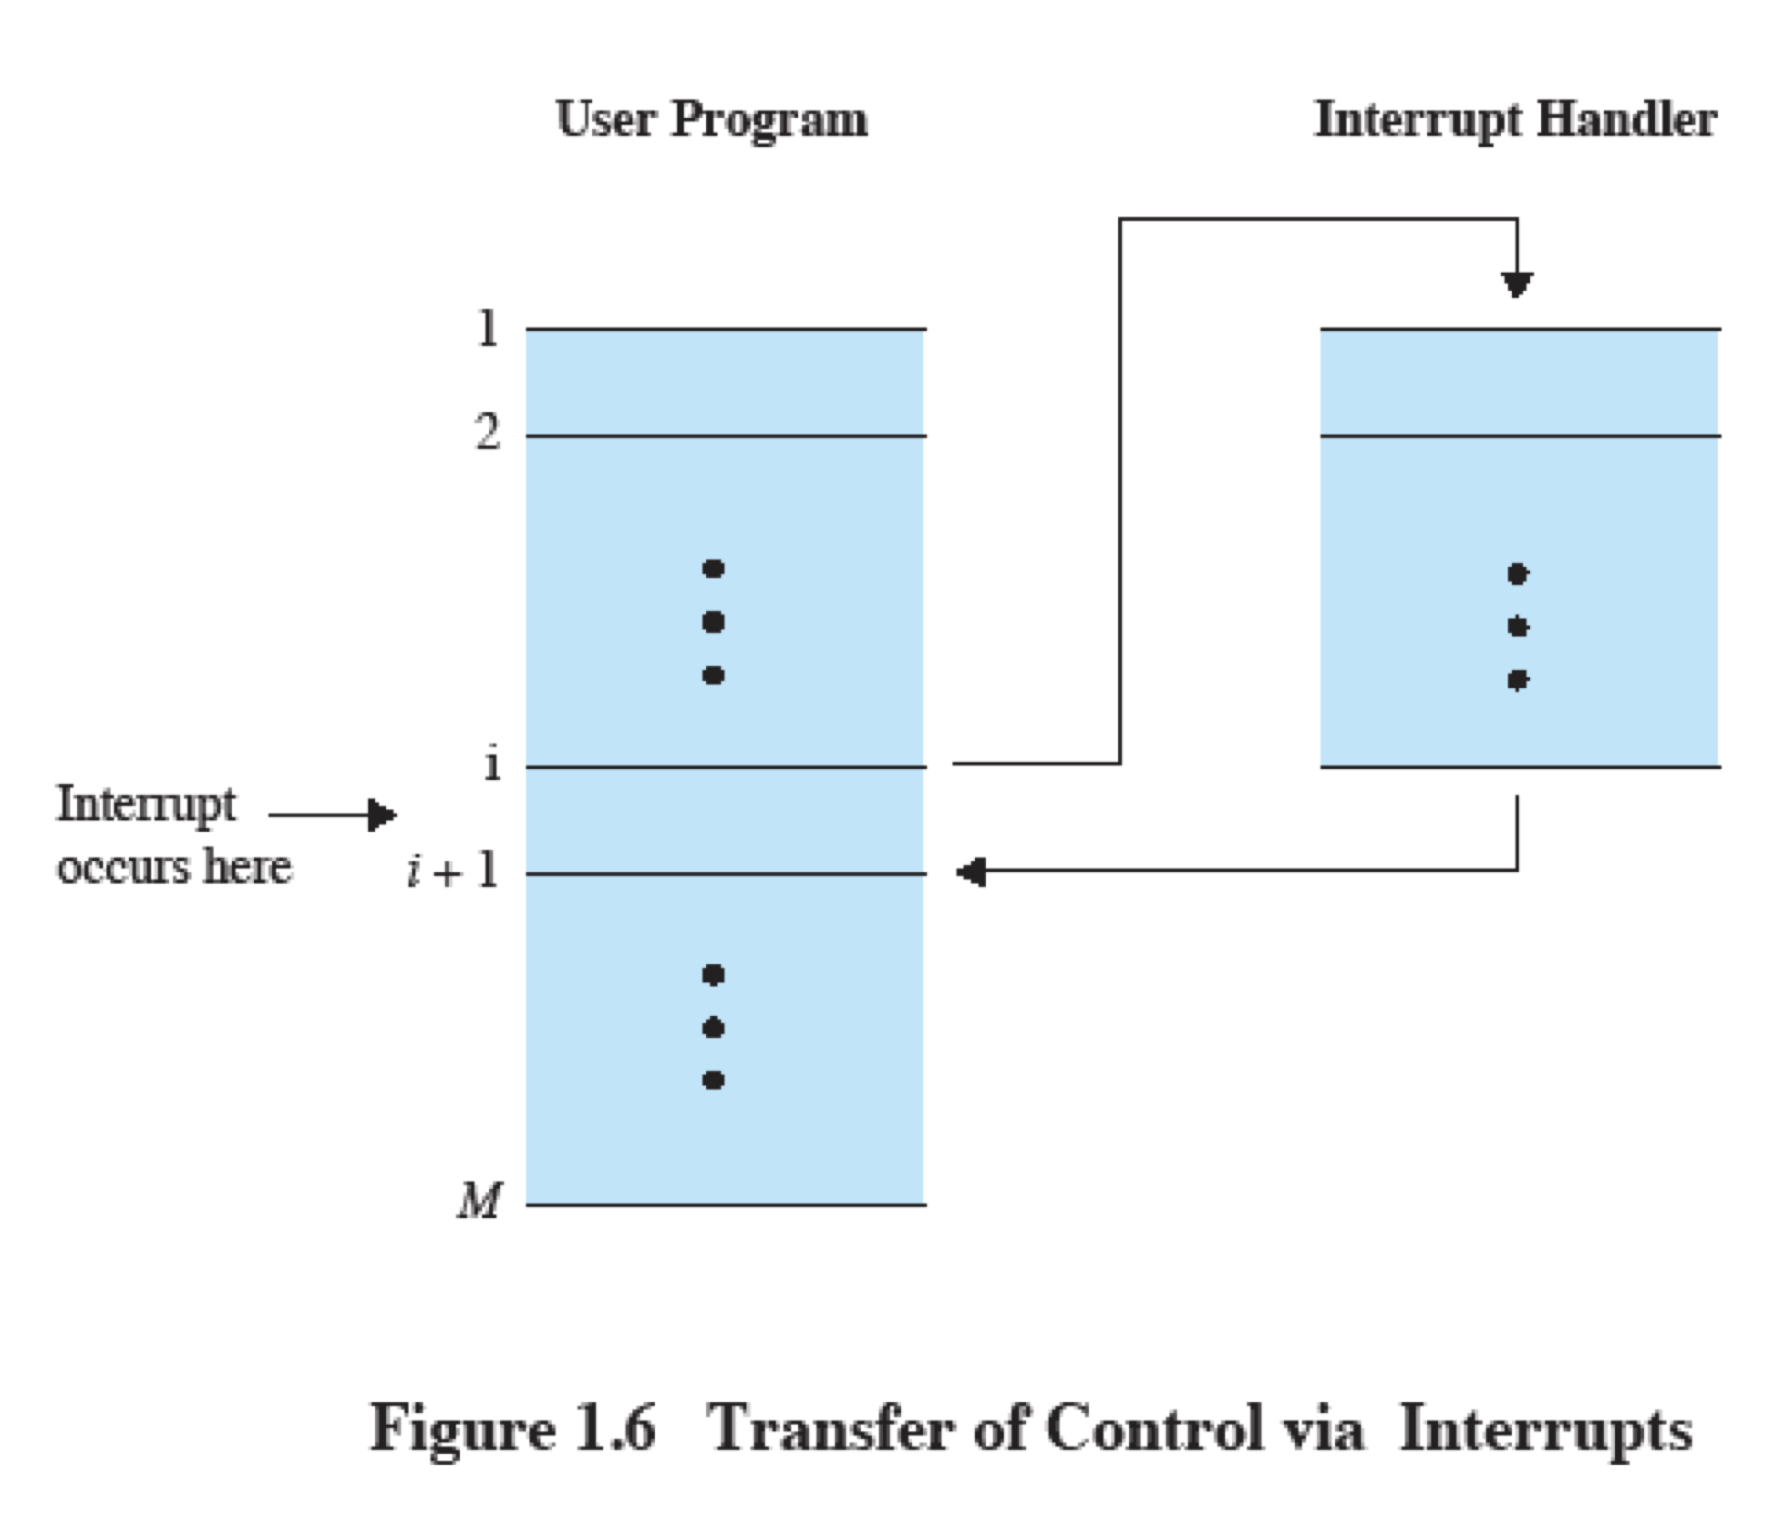 User Program
Interrupt Handler
1
2
i
Interrupt
occurs here
i + 1
M
Figure 1.6 Transfer of Control via Interrupts